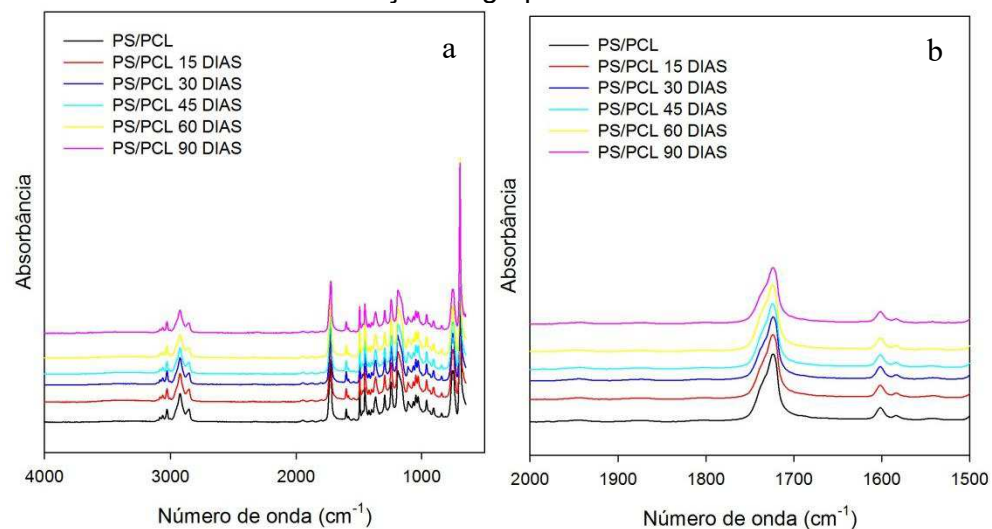 a
PS/PCL
PS/PCL 15 DIAS
PS/PCL 30 DIAS
PS/PCL 45 DIAS
PS/PCL 60 DIAS
PS/PCL 90 DIAS
Absorbância
4000 3000 2000 1000
Número de onda (cm⁻¹)
b
PS/PCL
PS/PCL 15 DIAS
PS/PCL 30 DIAS
PS/PCL 45 DIAS
PS/PCL 60 DIAS
PS/PCL 90 DIAS
Absorbância
2000 1900 1800 1700 1600 1500
Número de onda (cm⁻¹)